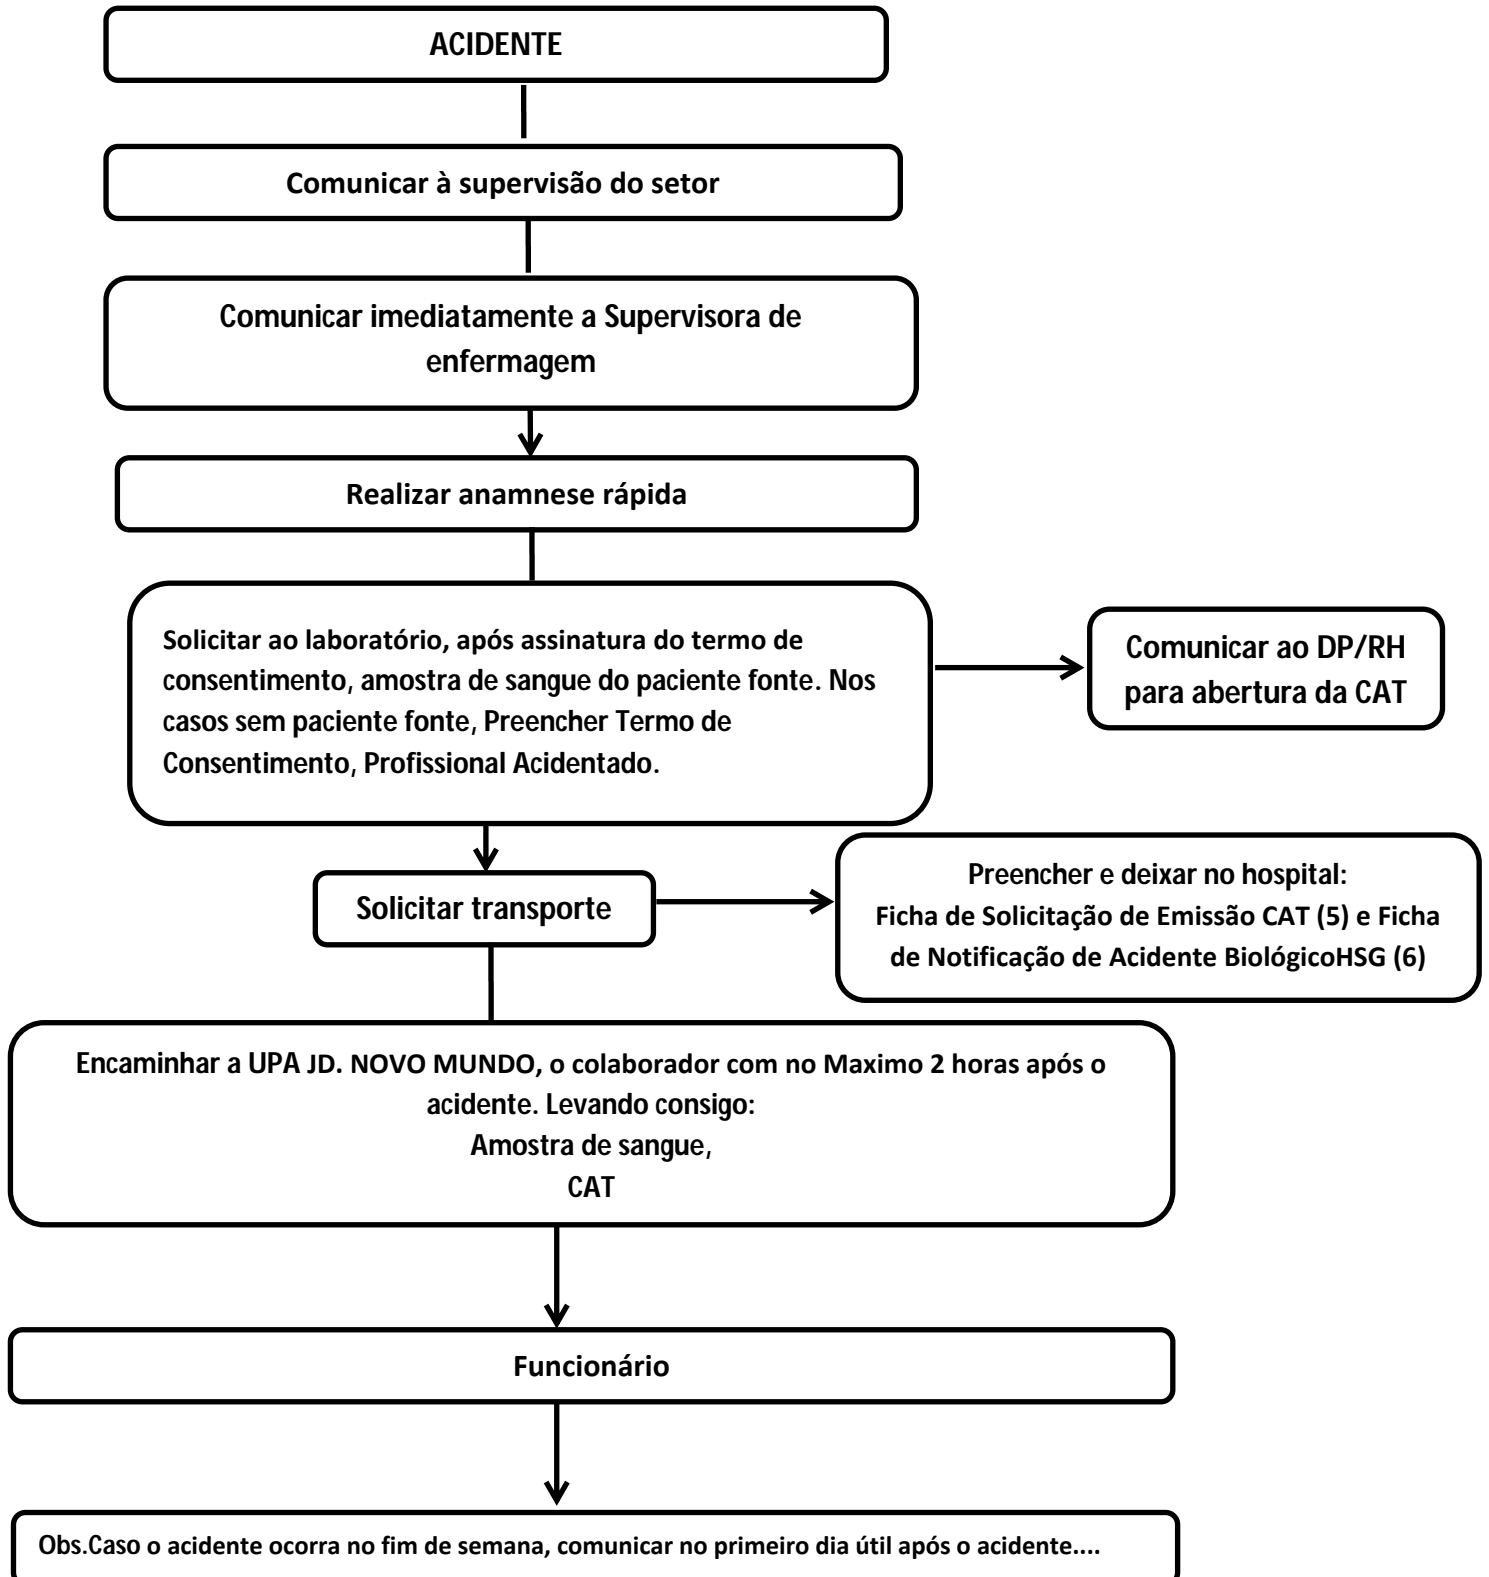 ACIDENTE
Comunicar à supervisão do setor
Comunicar imediatamente a Supervisora de
enfermagem
Realizar anamnese rápida
Solicitar ao laboratório, após assinatura do termo de
consentimento, amostra de sangue do paciente fonte. Nos
casos sem paciente fonte, Preencher Termo de
Consentimento, Profissional Acidentado.
Comunicar ao DP/RH
para abertura da CAT
Solicitar transporte
Preencher e deixar no hospital:
Ficha de Solicitação de Emissão CAT (5) e Ficha
de Notificação de Acidente BiológicoHSG (6)
Encaminhar a UPA JD. NOVO MUNDO, o colaborador com no Maximo 2 horas após o
acidente. Levando consigo:
Amostra de sangue,
CAT
Funcionário
Obs.Caso o acidente ocorra no fim de semana, comunicar no primeiro dia útil após o acidente....